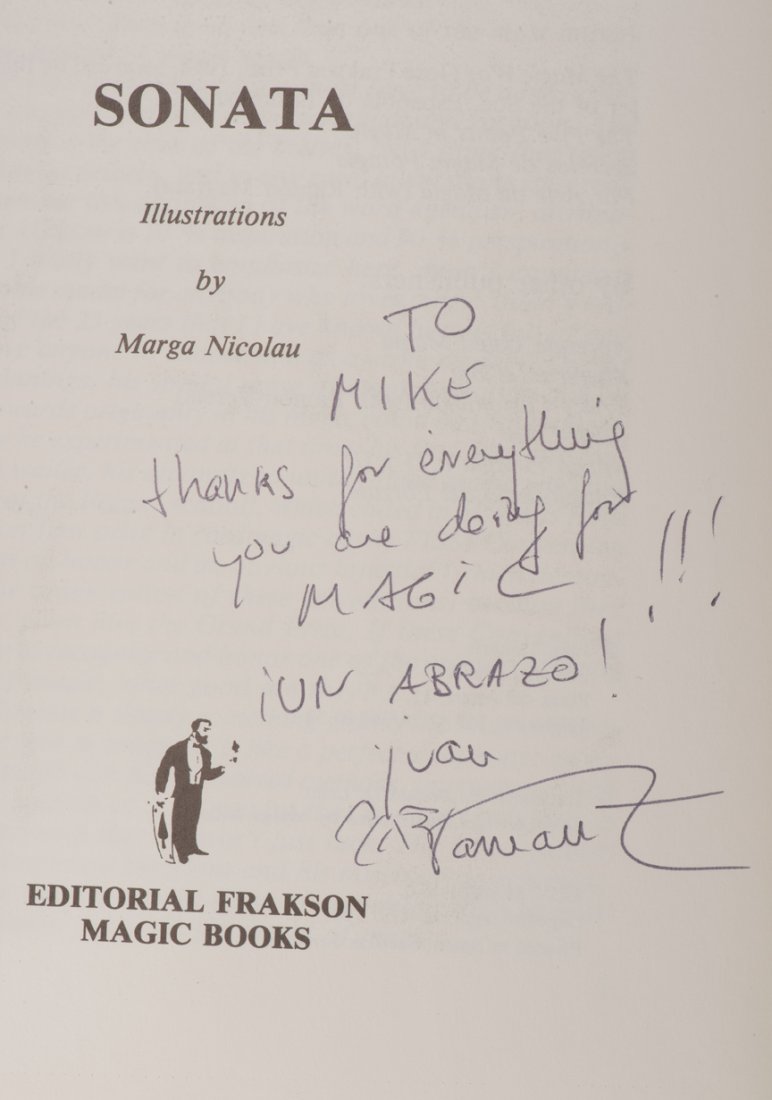 SONATA
Illustrations
by
Marga Nicolau
TO
MIKE
thanks for everything
you are doing for
MAGiC !!!
¡UN ABRAZO!
juan
Tamariz
EDITORIAL FRAKSON
MAGIC BOOKS